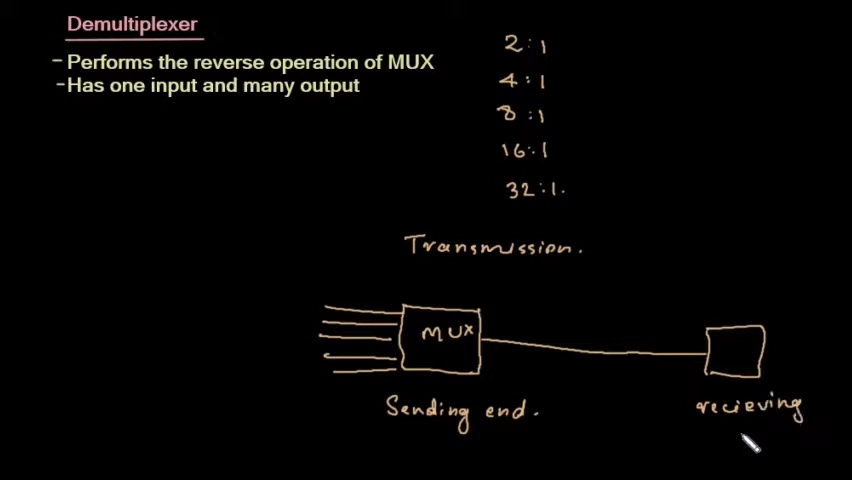 Demultiplexer
- Performs the reverse operation of MUX
- Has one input and many output
2:1
4:1
8:1
16:1
32:1.
Transmission.
MUX
Sending end.
recieving